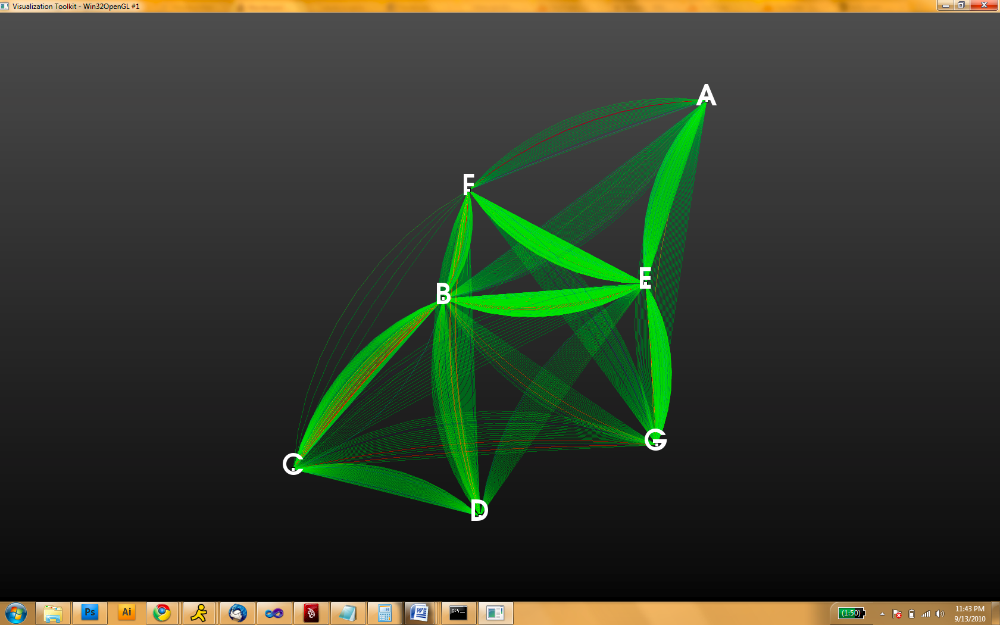 Visualization Toolkit - Win32OpenGL #1
A
F
E
B
G
C
D
Ps
Ai
C:\
W
(1:50)
11:43 PM
9/13/2010